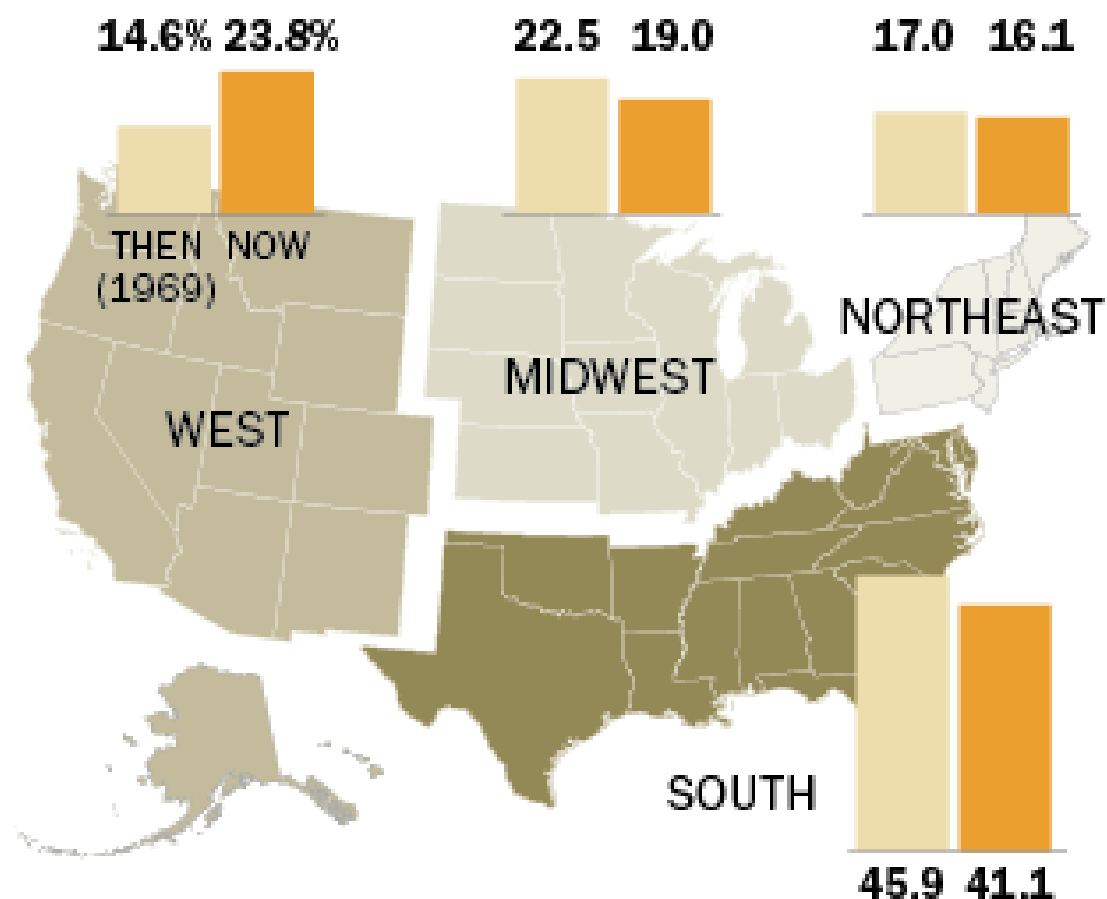 14.6% 23.8%
22.5 19.0
17.0 16.1
THEN NOW
(1969)
NORTHEAST
MIDWEST
WEST
SOUTH
45.9 41.1